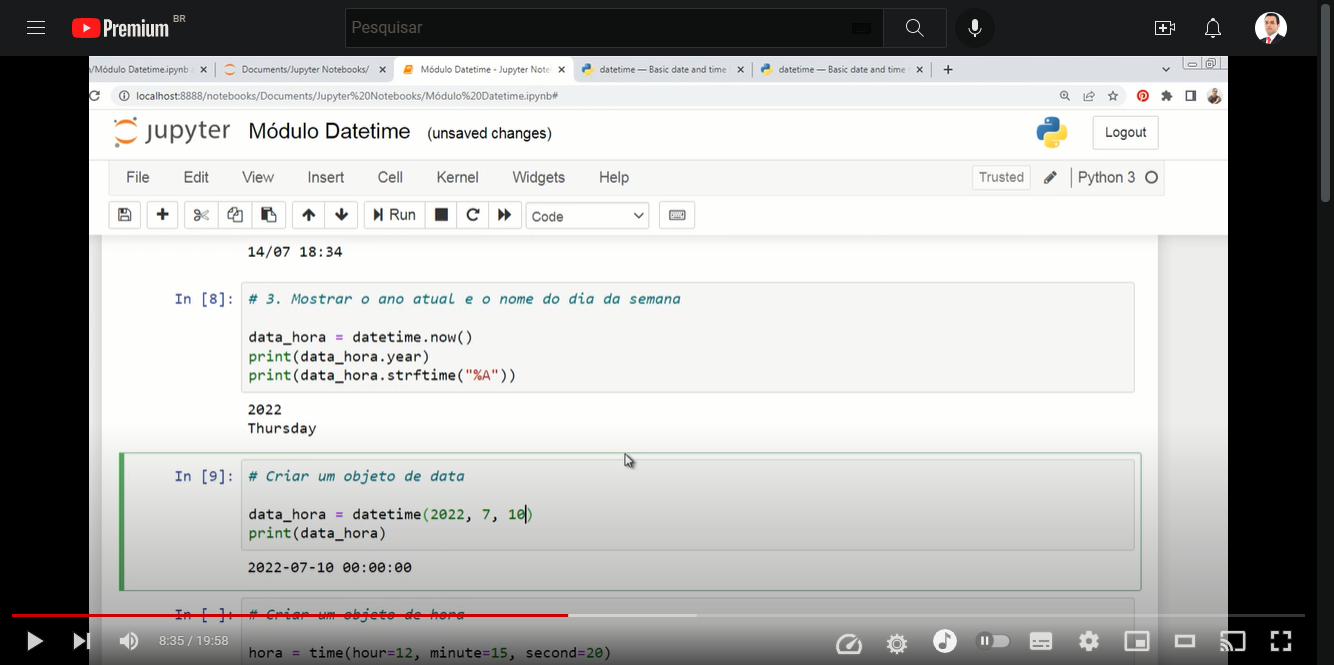 Premium BR
Pesquisar
/Módulo Datetime.ipynb
Documents/Jupyter Notebooks/
Módulo Datetime - Jupyter Note
datetime — Basic date and time
datetime — Basic date and time
localhost:8888/notebooks/Documents/Jupyter%20Notebooks/Módulo%20Datetime.ipynb#
jupyter Módulo Datetime (unsaved changes)
Logout
File Edit View Insert Cell Kernel Widgets Help
Trusted
Python 3
Run
Code
14/07 18:34
In [8]: # 3. Mostrar o ano atual e o nome do dia da semana
data_hora = datetime.now()
print(data_hora.year)
print(data_hora.strftime("%A"))
2022
Thursday
In [9]: # Criar um objeto de data
data_hora = datetime(2022, 7, 10)
print(data_hora)
2022-07-10 00:00:00
In [ ]: # Criar um objeto de hora
8:35 / 19:58
hora = time(hour=12, minute=15, second=20)